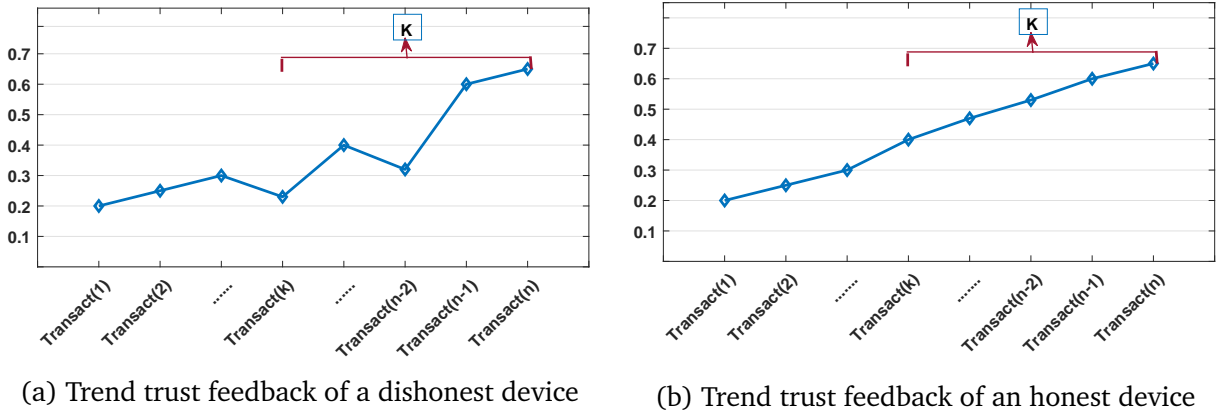 K
0.7
0.6
0.5
0.4
0.3
0.2
0.1
Transact(1)
Transact(2)
......
Transact(k)
......
Transact(n-2)
Transact(n-1)
Transact(n)
(a) Trend trust feedback of a dishonest device
K
0.7
0.6
0.5
0.4
0.3
0.2
0.1
Transact(1)
Transact(2)
.......
Transact(k)
.......
Transact(n-2)
Transact(n-1)
Transact(n)
(b) Trend trust feedback of an honest device